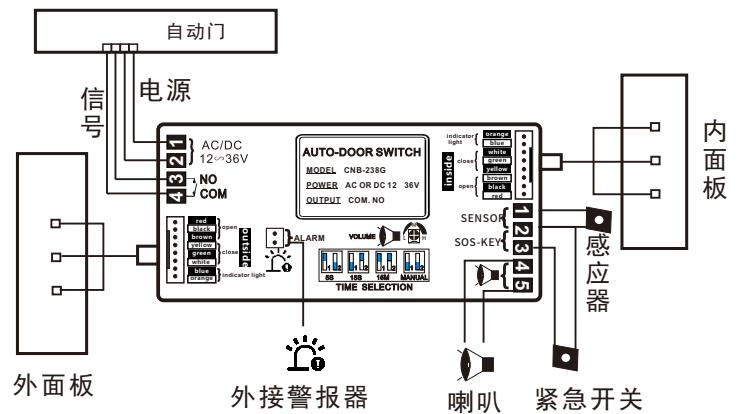 自动门
信号
电源
1
2
3
4
AC/DC
12∽36V
NO
COM
AUTO-DOOR SWITCH
MODEL CNB-238G
POWER AC OR DC 12 36V
OUTPUT COM. NO
indicator
light
close
open
inside
orange
blue
white
green
yellow
brown
black
red
内面板
SENSOR
SOS-KEY
1
2
3
4
5
red
black
brown
yellow
green
white
blue
orange
open
close
indicator light
outside
ALARM
VOLUME
L
H
5S
15S
15M
MANUAL
TIME SELECTION
感应器
外面板
外接警报器
喇叭
紧急开关